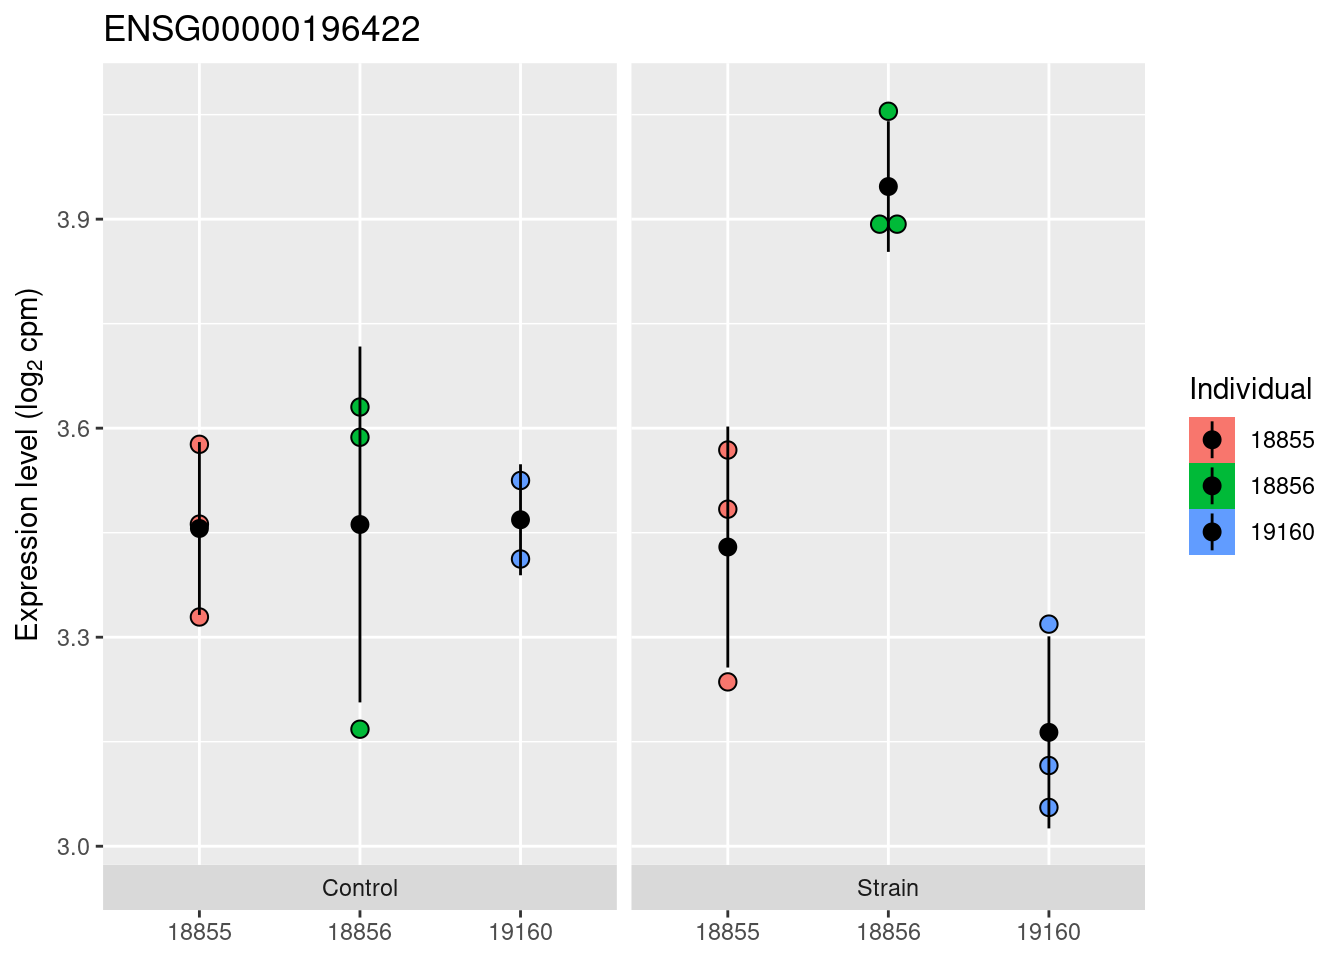 ENSG00000196422
Expression level (log₂ cpm)
3.9
3.6
3.3
3.0
Control
Strain
18855
18856
19160
18855
18856
19160
Individual
18855
18856
19160